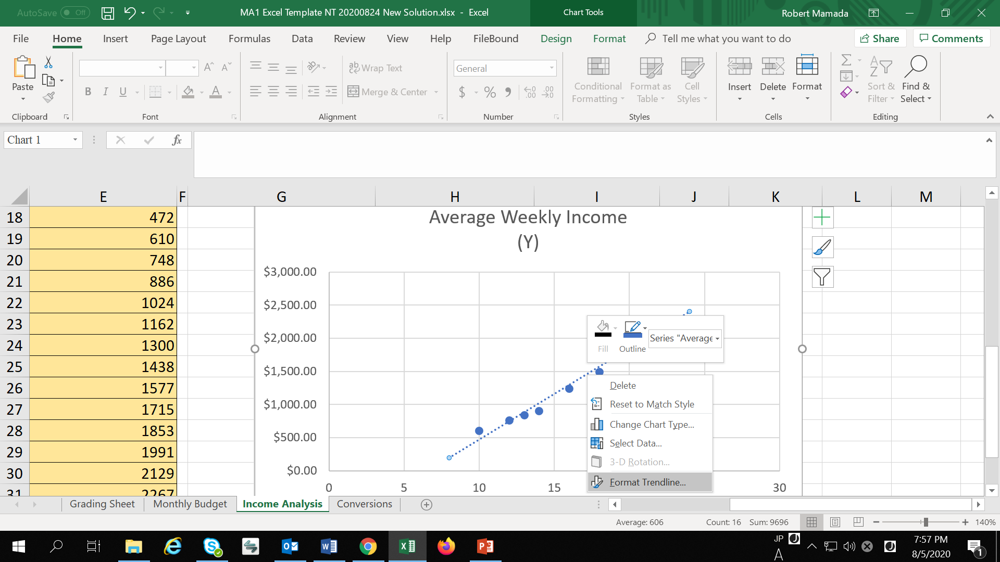 AutoSave Off
MA1 Excel Template NT 20200824 New Solution.xlsx - Excel
Chart Tools
Robert Mamada
File Home Insert Page Layout Formulas Data Review View Help FileBound Design Format Tell me what you want to do Share Comments
Paste
Clipboard
B I U A
Font
Wrap Text
Merge & Center
Alignment
General
$ % 9 .00 .00
Number
Conditional Formatting
Format as Table
Cell Styles
Styles
Insert Delete Format
Cells
Sort & Filter
Find & Select
Editing
Chart 1
fx
E F G H I J K L M
18 472
19 610
20 748
21 886
22 1024
23 1162
24 1300
25 1438
26 1577
27 1715
28 1853
29 1991
30 2129
31 2267
Average Weekly Income
(Y)
$3,000.00
$2,500.00
$2,000.00
$1,500.00
$1,000.00
$500.00
$0.00
0 5 10 15 30
Fill Outline
Series "Average
Delete
Reset to Match Style
Change Chart Type...
Select Data...
3-D Rotation...
Format Trendline...
Grading Sheet Monthly Budget Income Analysis Conversions
Average: 606 Count: 16 Sum: 9696 140%
JP
A
7:57 PM
8/5/2020
1